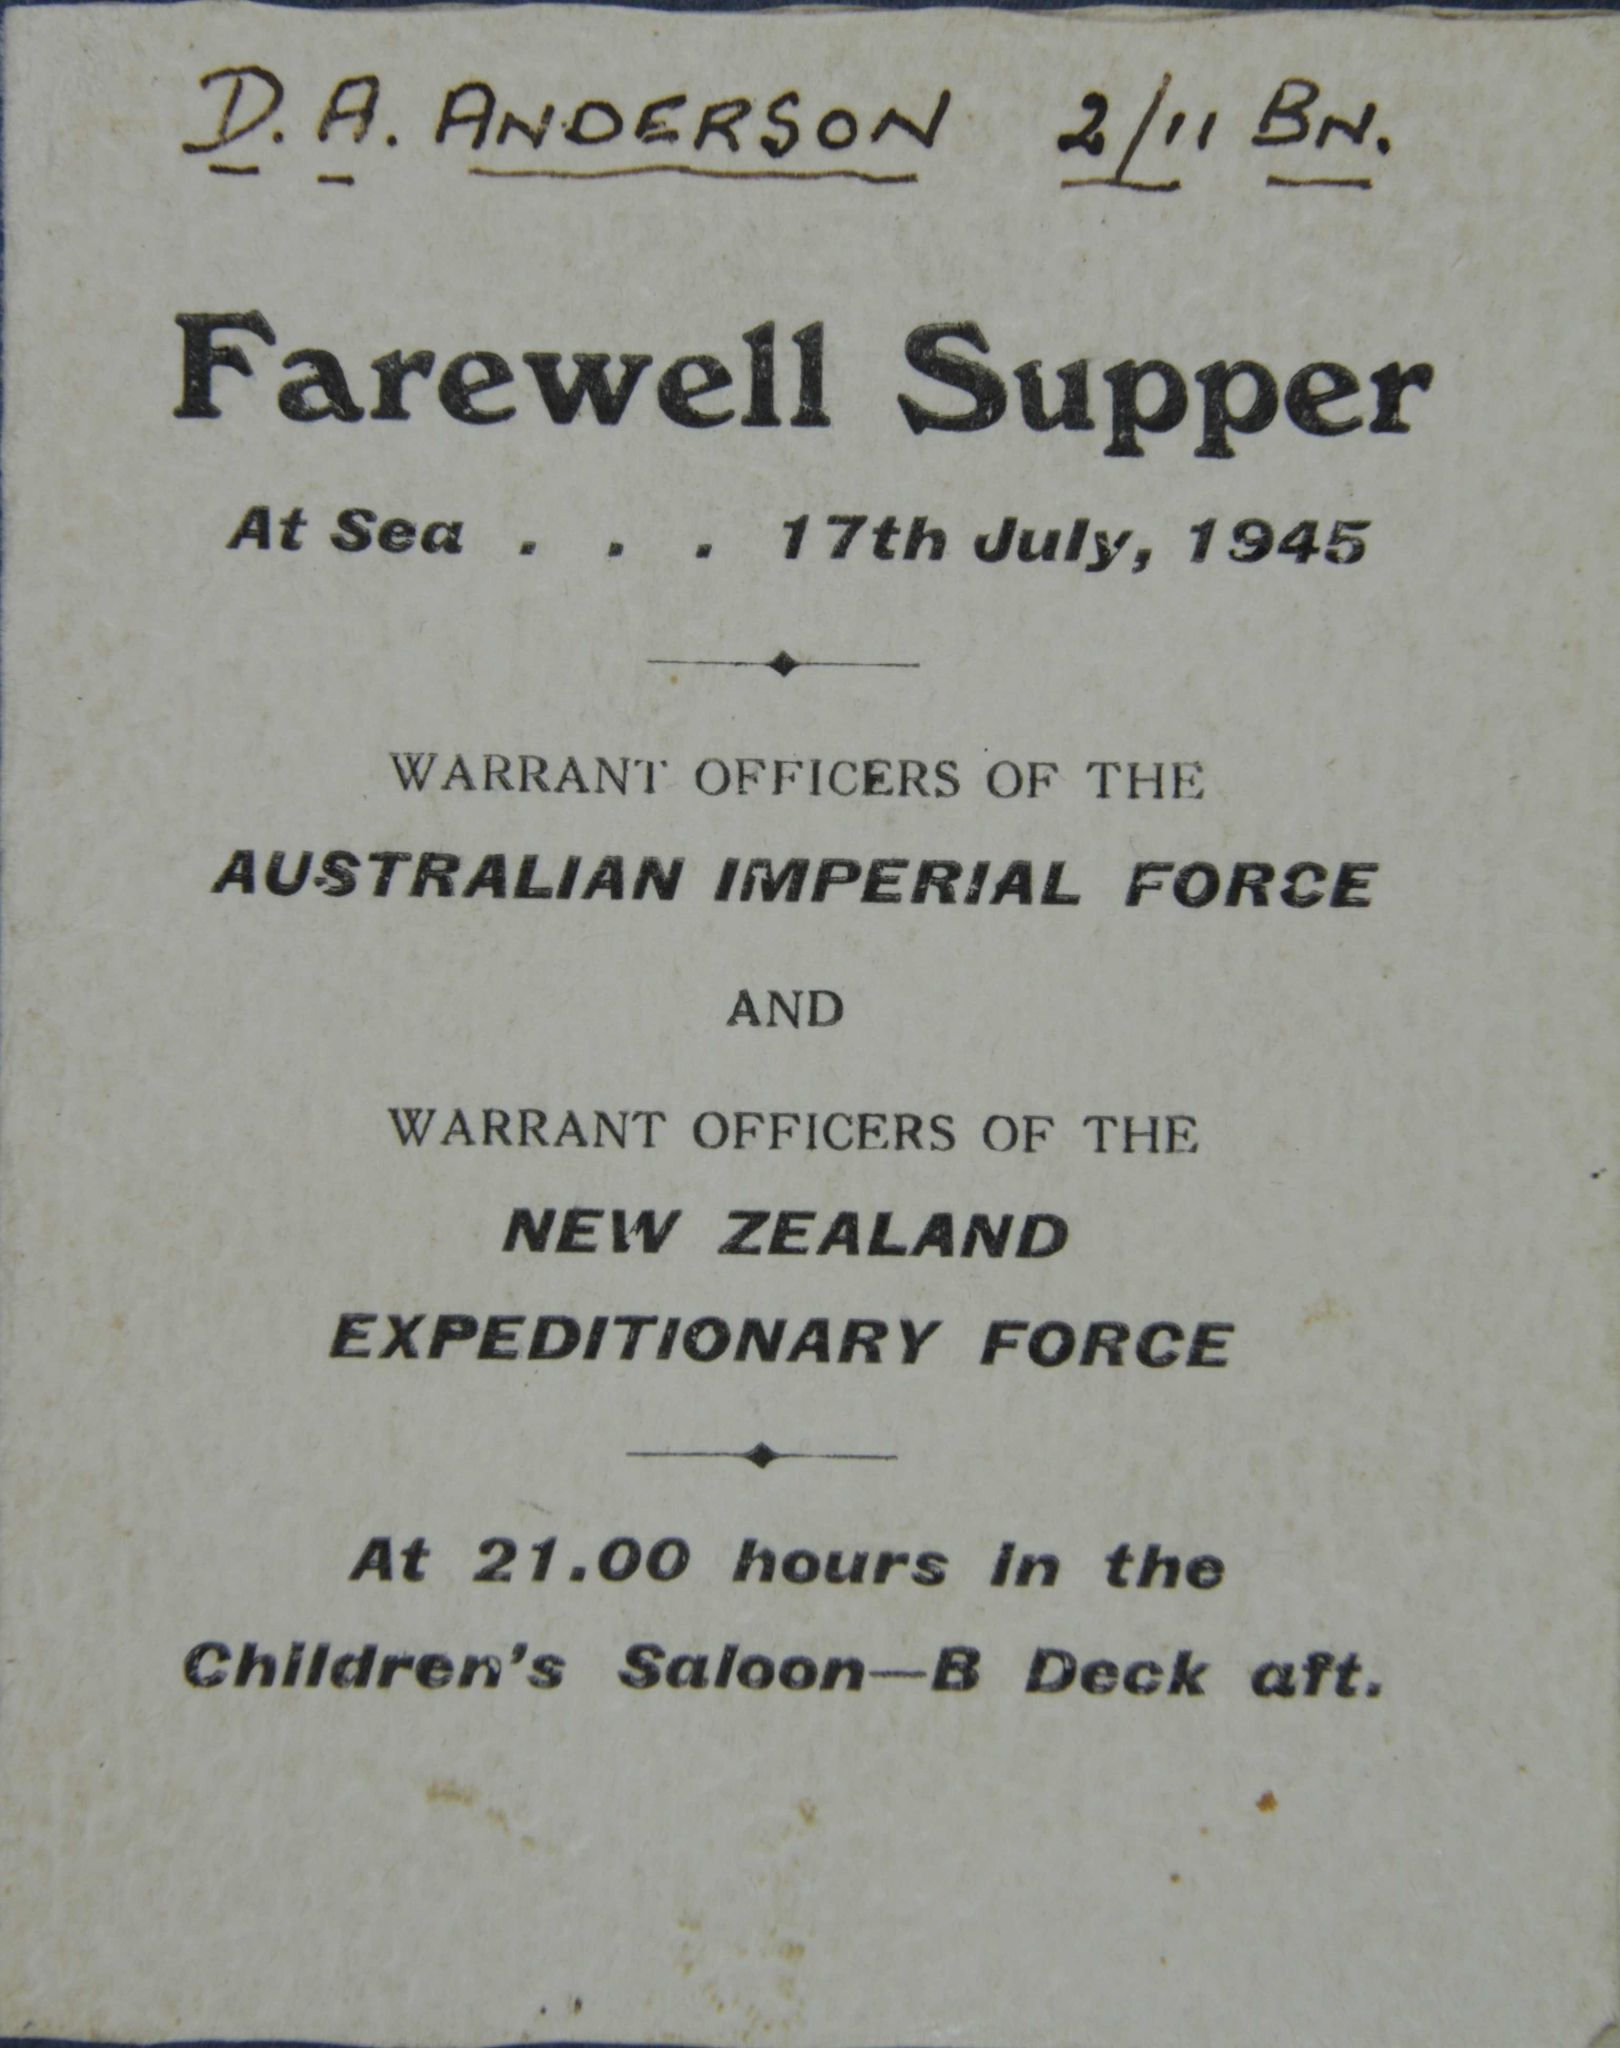 D. A. ANDERSON 2/11 BN.
Farewell Supper
At Sea . . . 17th July, 1945
WARRANT OFFICERS OF THE
AUSTRALIAN IMPERIAL FORCE
AND
WARRANT OFFICERS OF THE
NEW ZEALAND
EXPEDITIONARY FORCE
At 21.00 hours in the
Children's Saloon—B Deck aft.